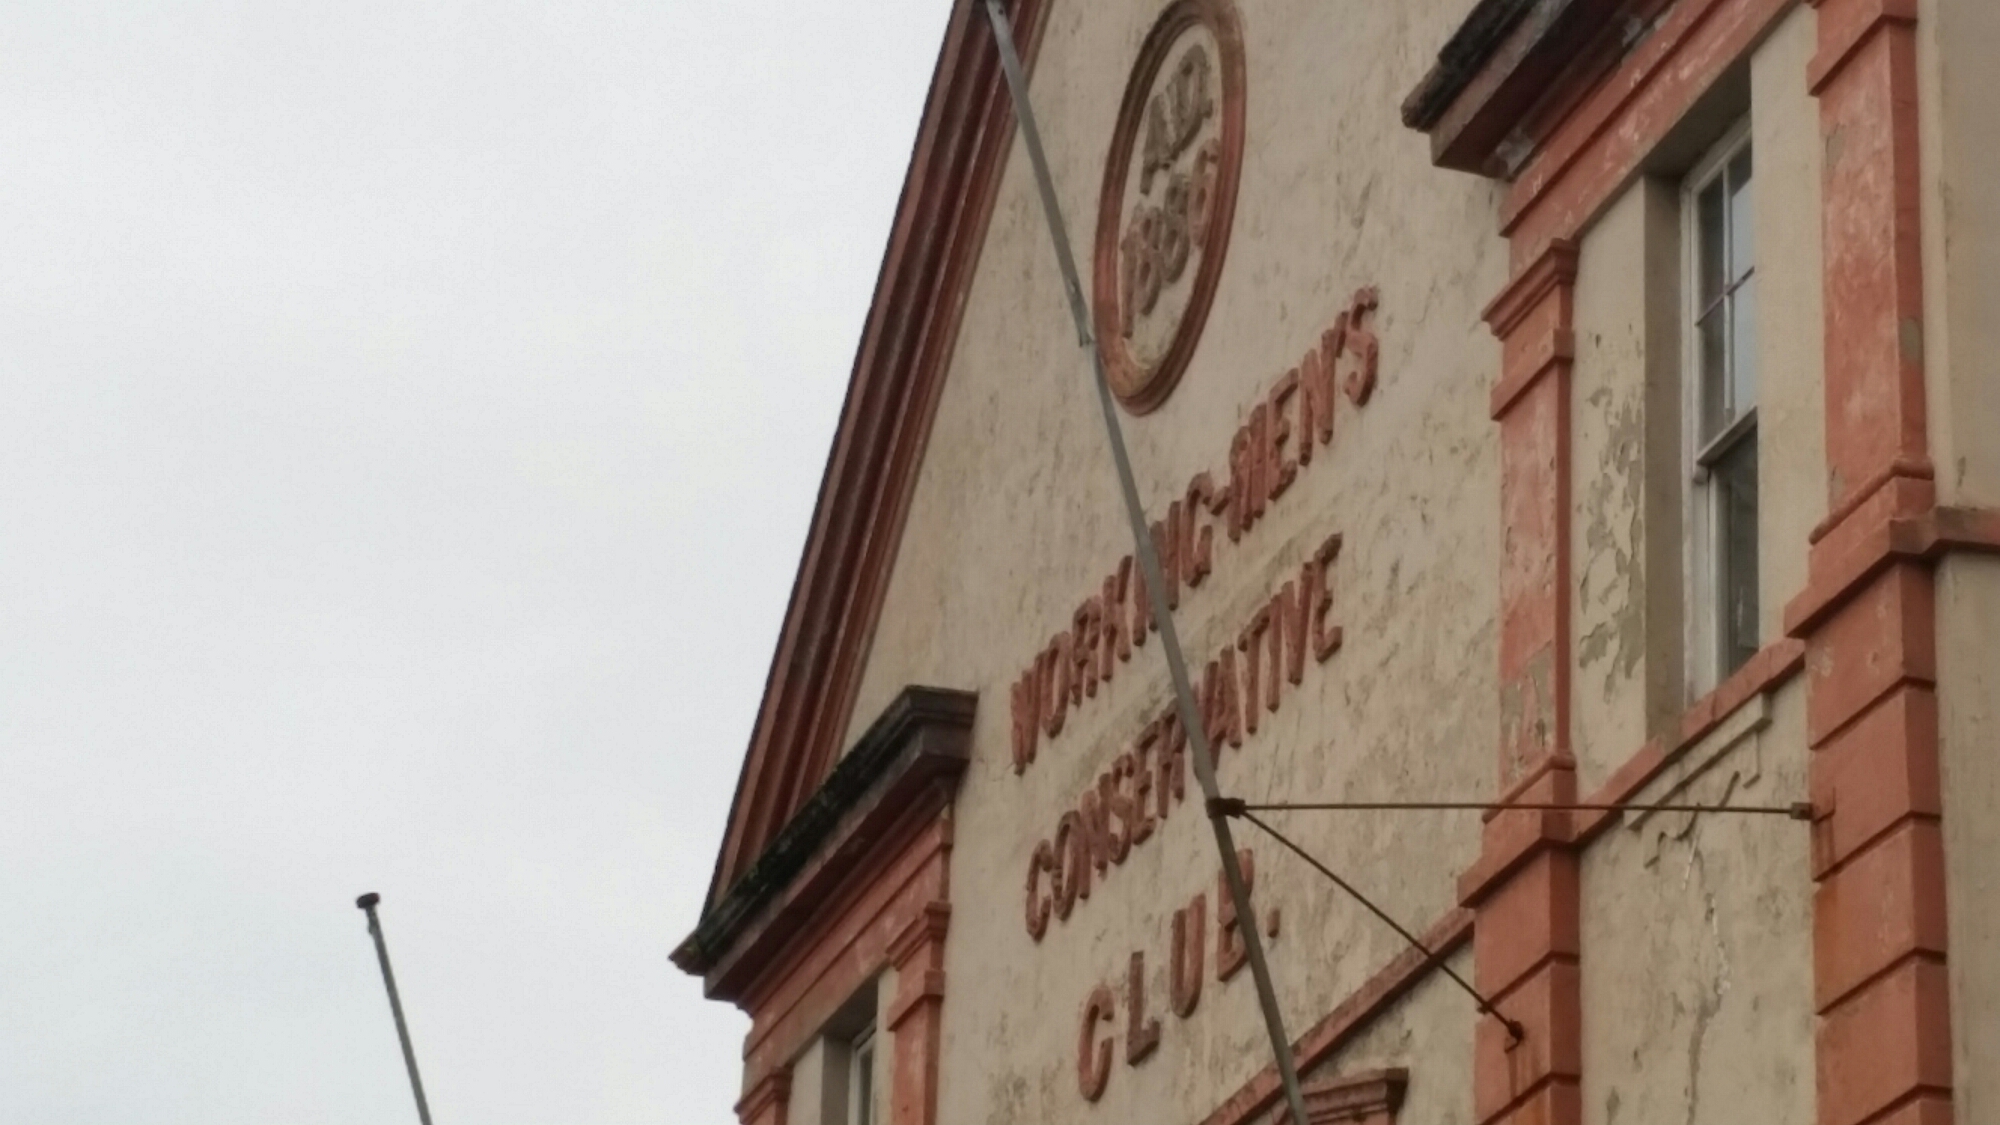 A.D.
1886
WORKING-MEN'S
CONSERVATIVE
CLUB.